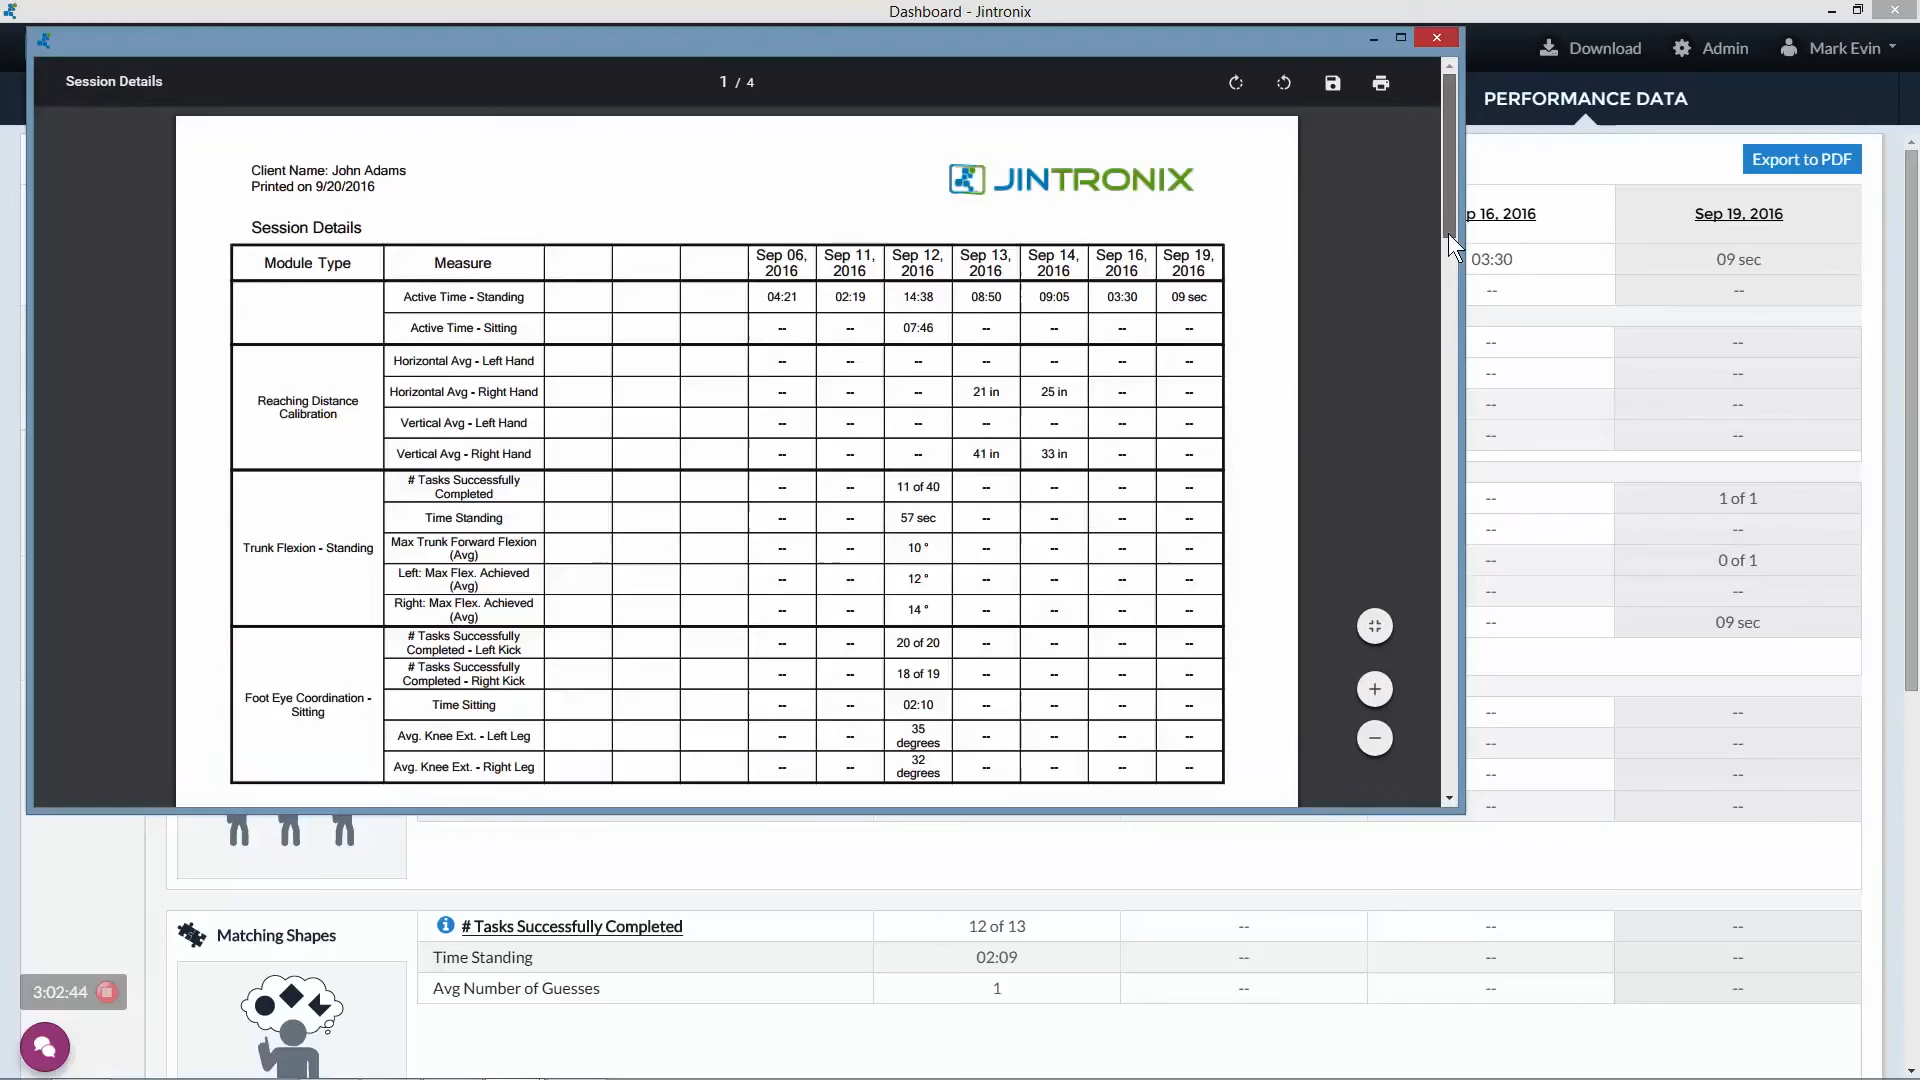 Dashboard - Jintronix
Download Admin Mark Evin
Session Details 1 / 4
PERFORMANCE DATA
Export to PDF
Client Name: John Adams
Printed on 9/20/2016
JINTRONIX
Session Details
Module Type Measure Sep 06, 2016 Sep 11, 2016 Sep 12, 2016 Sep 13, 2016 Sep 14, 2016 Sep 16, 2016 Sep 19, 2016
Active Time - Standing 04:21 02:19 14:38 08:50 09:05 03:30 09 sec
Active Time - Sitting -- -- 07:46 -- -- -- --
Reaching Distance Calibration
Horizontal Avg - Left Hand -- -- -- -- -- -- --
Horizontal Avg - Right Hand -- -- -- 21 in 25 in -- --
Vertical Avg - Left Hand -- -- -- -- -- -- --
Vertical Avg - Right Hand -- -- -- 41 in 33 in -- --
Trunk Flexion - Standing
# Tasks Successfully Completed -- -- 11 of 40 -- -- -- --
Time Standing -- -- 57 sec -- -- -- --
Max Trunk Forward Flexion (Avg) -- -- 10 ° -- -- -- --
Left: Max Flex. Achieved (Avg) -- -- 12 ° -- -- -- --
Right: Max Flex. Achieved (Avg) -- -- 14 ° -- -- -- --
Foot Eye Coordination - Sitting
# Tasks Successfully Completed - Left Kick -- -- 20 of 20 -- -- -- --
# Tasks Successfully Completed - Right Kick -- -- 18 of 19 -- -- -- --
Time Sitting -- -- 02:10 -- -- -- --
Avg. Knee Ext. - Left Leg -- -- 35 degrees -- -- -- --
Avg. Knee Ext. - Right Leg -- -- 32 degrees -- -- -- --
p 16, 2016 Sep 19, 2016
03:30 09 sec
-- --
-- --
-- --
-- --
-- --
-- 1 of 1
-- --
-- 0 of 1
-- --
-- 09 sec
-- --
-- --
-- --
-- --
Matching Shapes
# Tasks Successfully Completed 12 of 13 -- -- --
Time Standing 02:09 -- -- --
Avg Number of Guesses 1 -- -- --
3:02:44